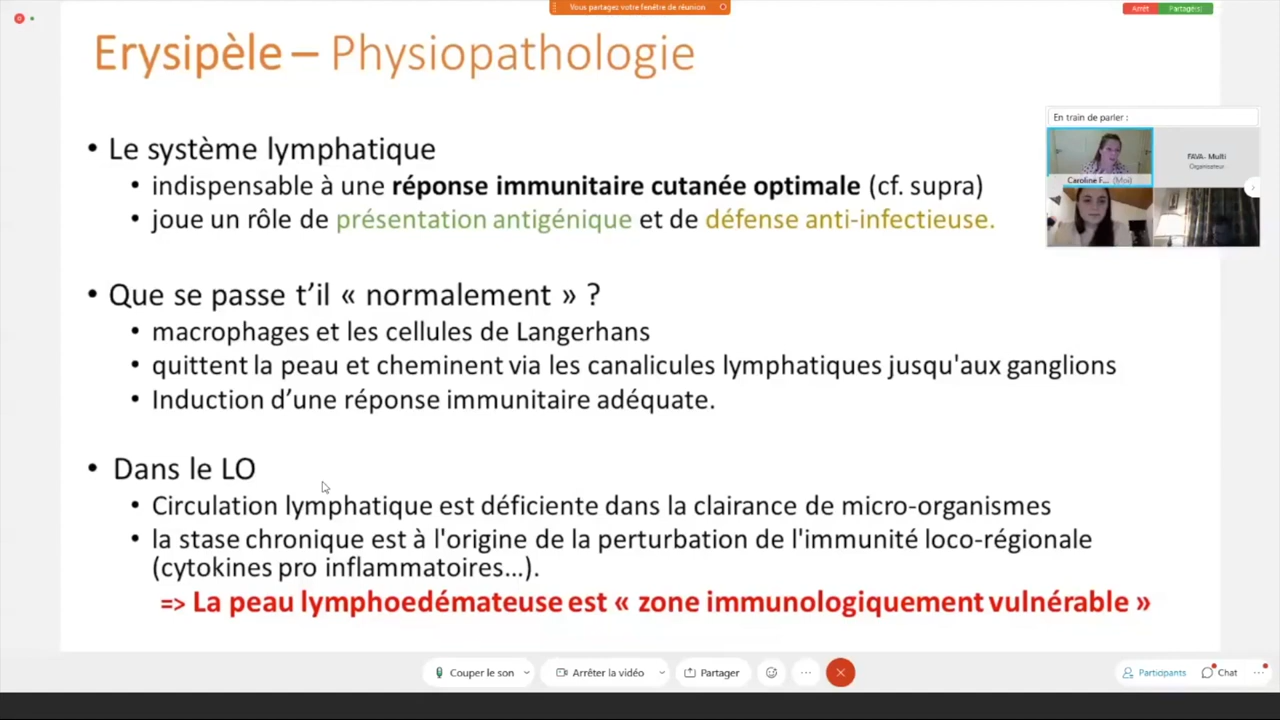 Vous partagez votre fenêtre de réunion
Arrêt
Partagé(s)
Erysipèle – Physiopathologie
En train de parler :
Caroline F... (Moi)
FAVA- Multi
Organisateur
• Le système lymphatique
• indispensable à une réponse immunitaire cutanée optimale (cf. supra)
• joue un rôle de présentation antigénique et de défense anti-infectieuse.
• Que se passe t’il « normalement » ?
• macrophages et les cellules de Langerhans
• quittent la peau et cheminent via les canalicules lymphatiques jusqu'aux ganglions
• Induction d’une réponse immunitaire adéquate.
• Dans le LO
• Circulation lymphatique est déficiente dans la clairance de micro-organismes
• la stase chronique est à l'origine de la perturbation de l'immunité loco-régionale
(cytokines pro inflammatoires...).
=> La peau lymphoedémateuse est « zone immunologiquement vulnérable »
Couper le son
Arrêter la vidéo
Partager
Participants
Chat